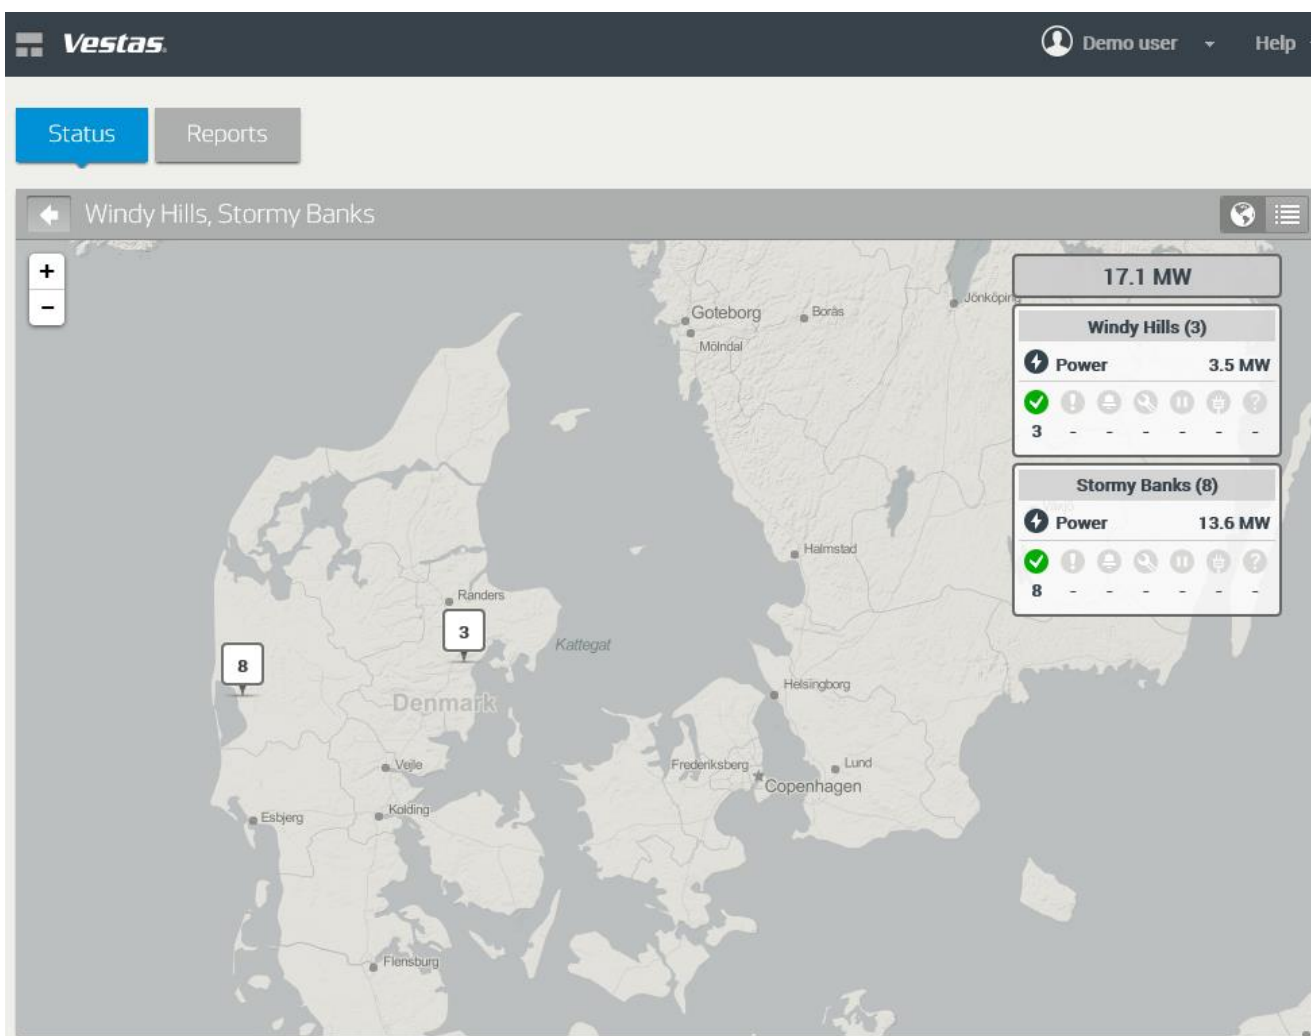 Vestas.
Demo user
Help
Status
Reports
Windy Hills, Stormy Banks
+
-
17.1 MW
Windy Hills (3)
Power 3.5 MW
3 - - - - - -
Stormy Banks (8)
Power 13.6 MW
8 - - - - - -
Goteborg
Borås
Jönköping
Mölndal
Halmstad
Randers
3
Kattegat
8
Denmark
Helsingborg
Vejle
Frederiksberg
Lund
Copenhagen
Kolding
Esbjerg
Flensburg